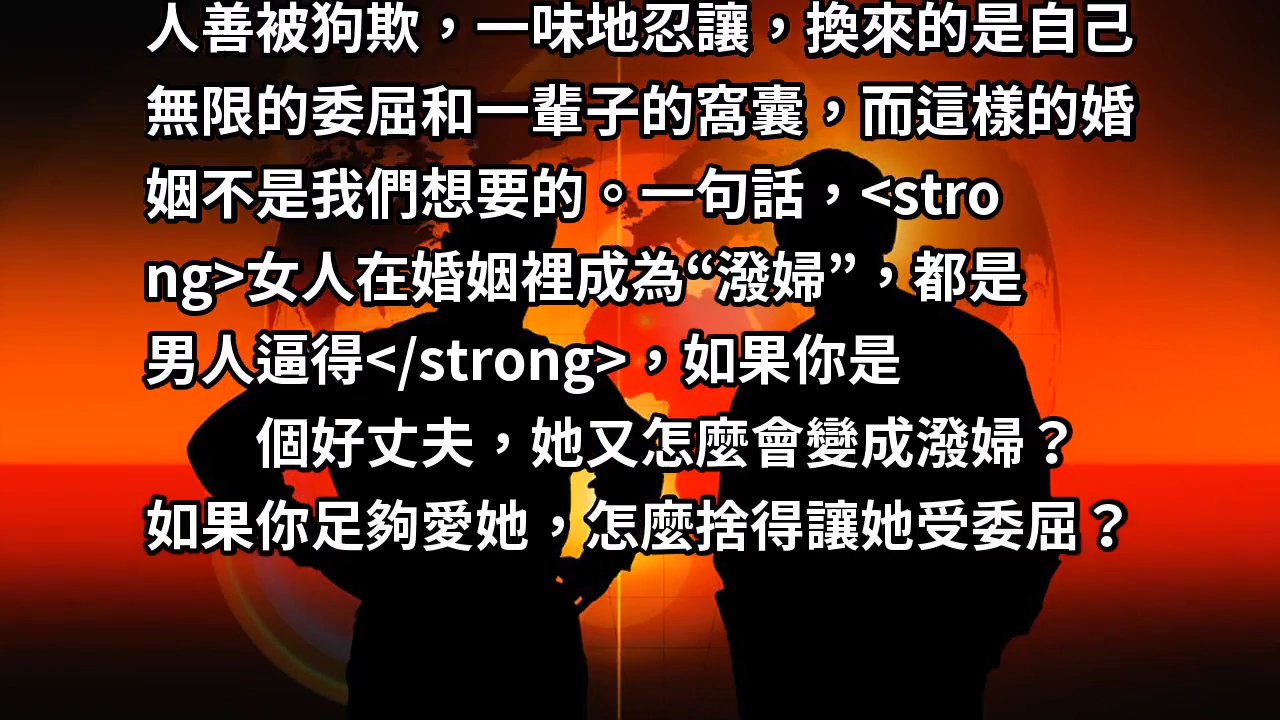 人善被狗欺，一味地忍讓，換來的是自己
無限的委屈和一輩子的窩囊，而這樣的婚
姻不是我們想要的。一句話，<stro
ng>女人在婚姻裡成為“潑婦”，都是
男人逼得</strong>，如果你是
個好丈夫，她又怎麼會變成潑婦？
如果你足夠愛她，怎麼捨得讓她受委屈？